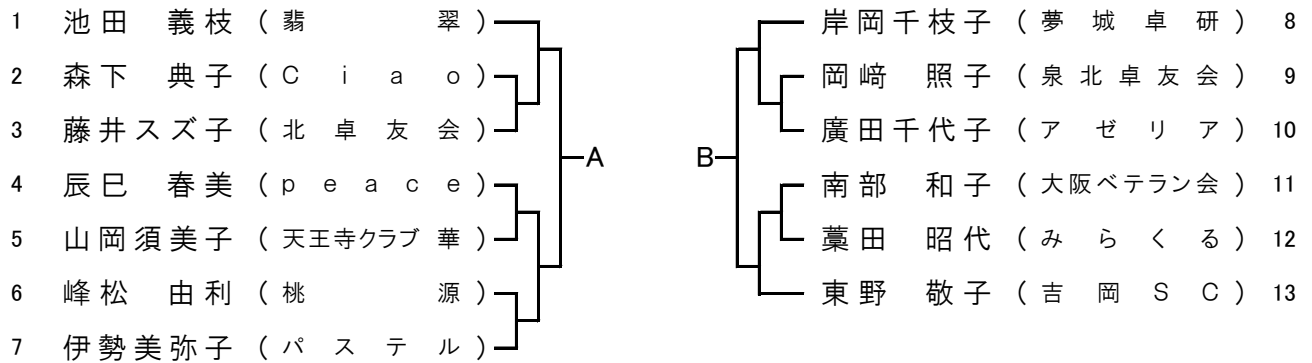 1 池田 義枝 (翡翠)
2 森下 典子 (Ciao)
3 藤井スズ子 (北卓友会)
4 辰巳 春美 (peace)
5 山岡須美子 (天王寺クラブ華)
6 峰松 由利 (桃源)
7 伊勢美弥子 (パステル)
A
B
岸岡千枝子 (夢城卓研) 8
岡﨑 照子 (泉北卓友会) 9
廣田千代子 (アゼリア) 10
南部 和子 (大阪ベテラン会) 11
藁田 昭代 (みらくる) 12
東野 敬子 (吉岡SC) 13